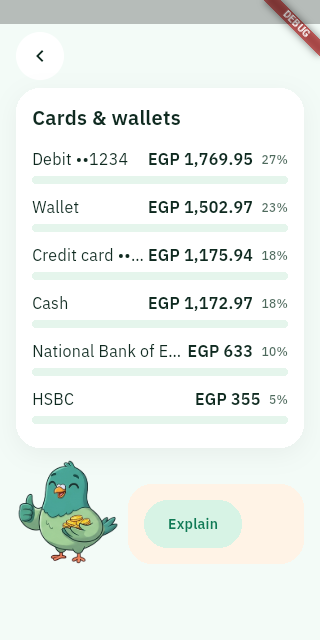 DEBUG
Cards & wallets
Debit ••1234 EGP 1,769.95 27%
Wallet EGP 1,502.97 23%
Credit card ••… EGP 1,175.94 18%
Cash EGP 1,172.97 18%
National Bank of E… EGP 633 10%
HSBC EGP 355 5%
Explain